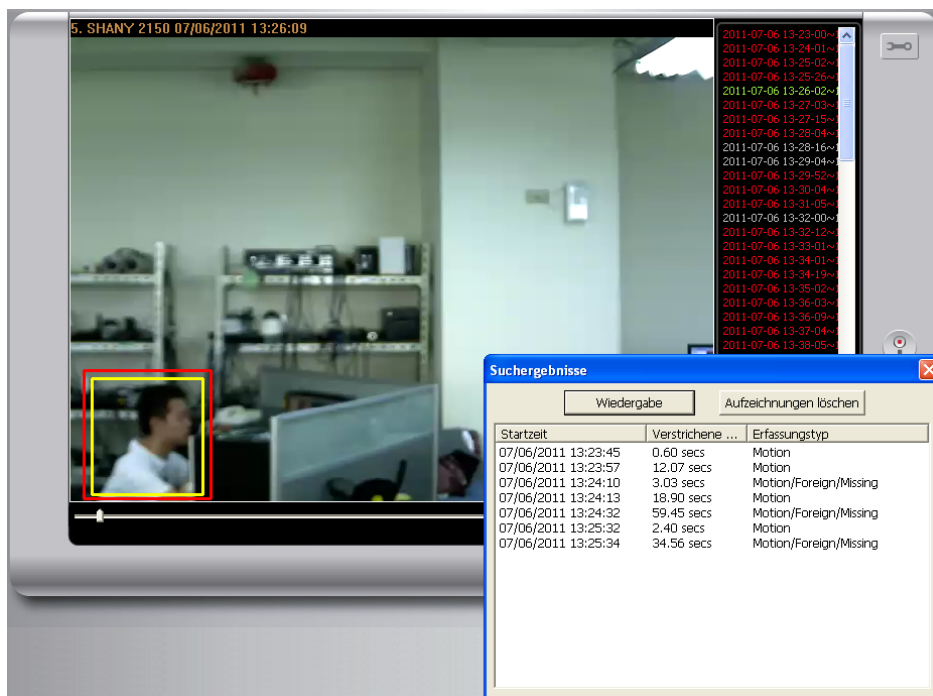 5. SHANY 2150 07/06/2011 13:26:09
2011-07-06 13-23-00~1
2011-07-06 13-24-01~1
2011-07-06 13-25-02~1
2011-07-06 13-25-26~1
2011-07-06 13-26-02~1
2011-07-06 13-27-03~1
2011-07-06 13-27-15~1
2011-07-06 13-28-04~1
2011-07-06 13-28-16~1
2011-07-06 13-29-04~1
2011-07-06 13-29-52~1
2011-07-06 13-30-04~1
2011-07-06 13-31-05~1
2011-07-06 13-32-00~1
2011-07-06 13-32-12~1
2011-07-06 13-33-01~1
2011-07-06 13-34-01~1
2011-07-06 13-34-19~1
2011-07-06 13-35-02~1
2011-07-06 13-36-03~1
2011-07-06 13-36-09~1
2011-07-06 13-37-04~1
2011-07-06 13-38-05~1
Suchergebnisse
Wiedergabe Aufzeichnungen löschen
Startzeit Verstrichene ... Erfassungstyp
07/06/2011 13:23:45 0.60 secs Motion
07/06/2011 13:23:57 12.07 secs Motion
07/06/2011 13:24:10 3.03 secs Motion/Foreign/Missing
07/06/2011 13:24:13 18.90 secs Motion
07/06/2011 13:24:32 59.45 secs Motion/Foreign/Missing
07/06/2011 13:25:32 2.40 secs Motion
07/06/2011 13:25:34 34.56 secs Motion/Foreign/Missing